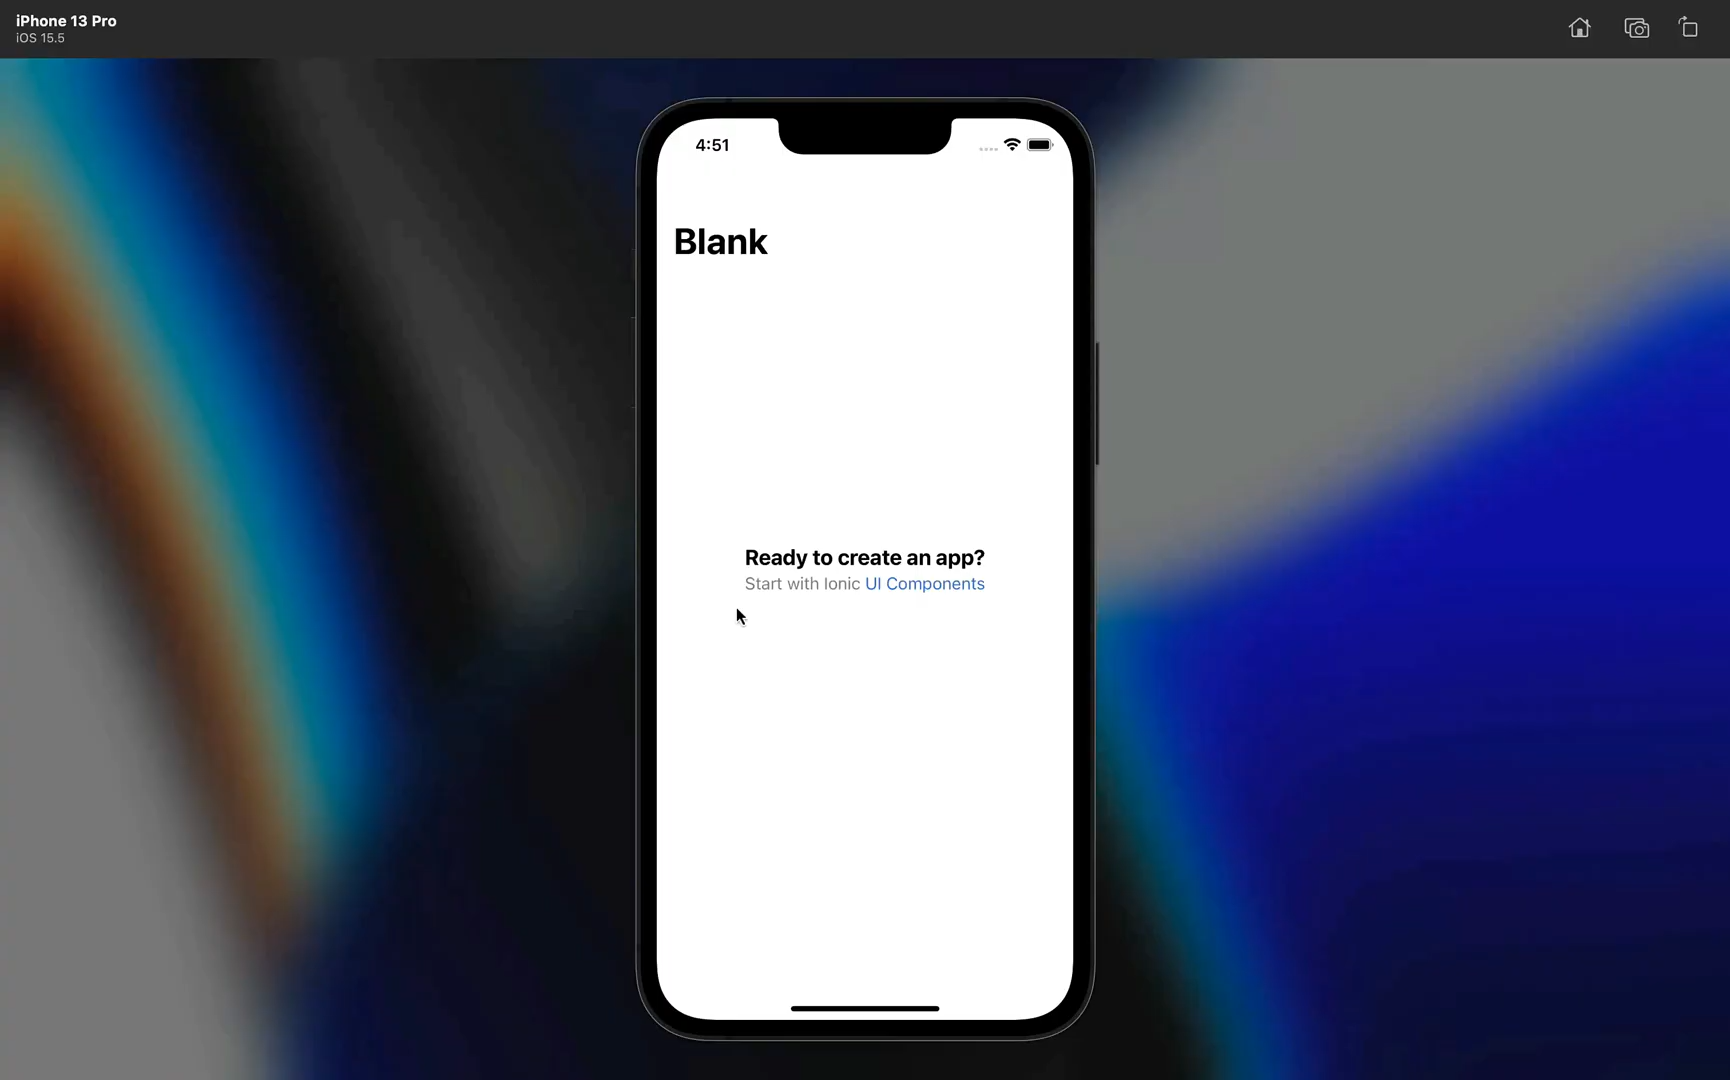 iPhone 13 Pro
iOS 15.5
4:51
Blank
Ready to create an app?
Start with Ionic UI Components